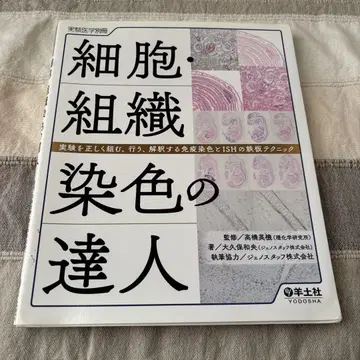 実験医学別冊
細胞・
組織
実験を正しく組む、行う、解釈する免疫染色とISHの鉄板テクニック
染色の
達人
監修/高橋英機(理化学研究所)
著/大久保和央(ジェノスタッフ株式会社)
執筆協力/ジェノスタッフ株式会社
羊土社
YODOSHA